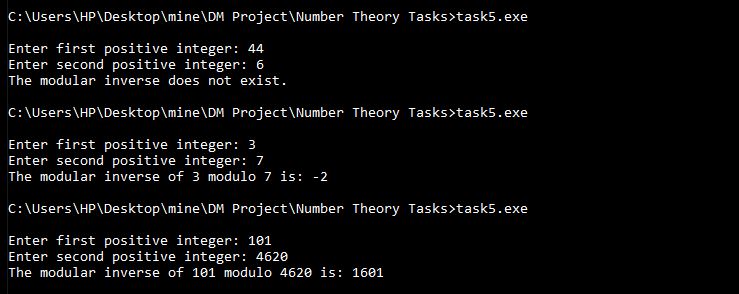 C:\Users\HP\Desktop\mine\DM Project\Number Theory Tasks>task5.exe
Enter first positive integer: 44
Enter second positive integer: 6
The modular inverse does not exist.
C:\Users\HP\Desktop\mine\DM Project\Number Theory Tasks>task5.exe
Enter first positive integer: 3
Enter second positive integer: 7
The modular inverse of 3 modulo 7 is: -2
C:\Users\HP\Desktop\mine\DM Project\Number Theory Tasks>task5.exe
Enter first positive integer: 101
Enter second positive integer: 4620
The modular inverse of 101 modulo 4620 is: 1601